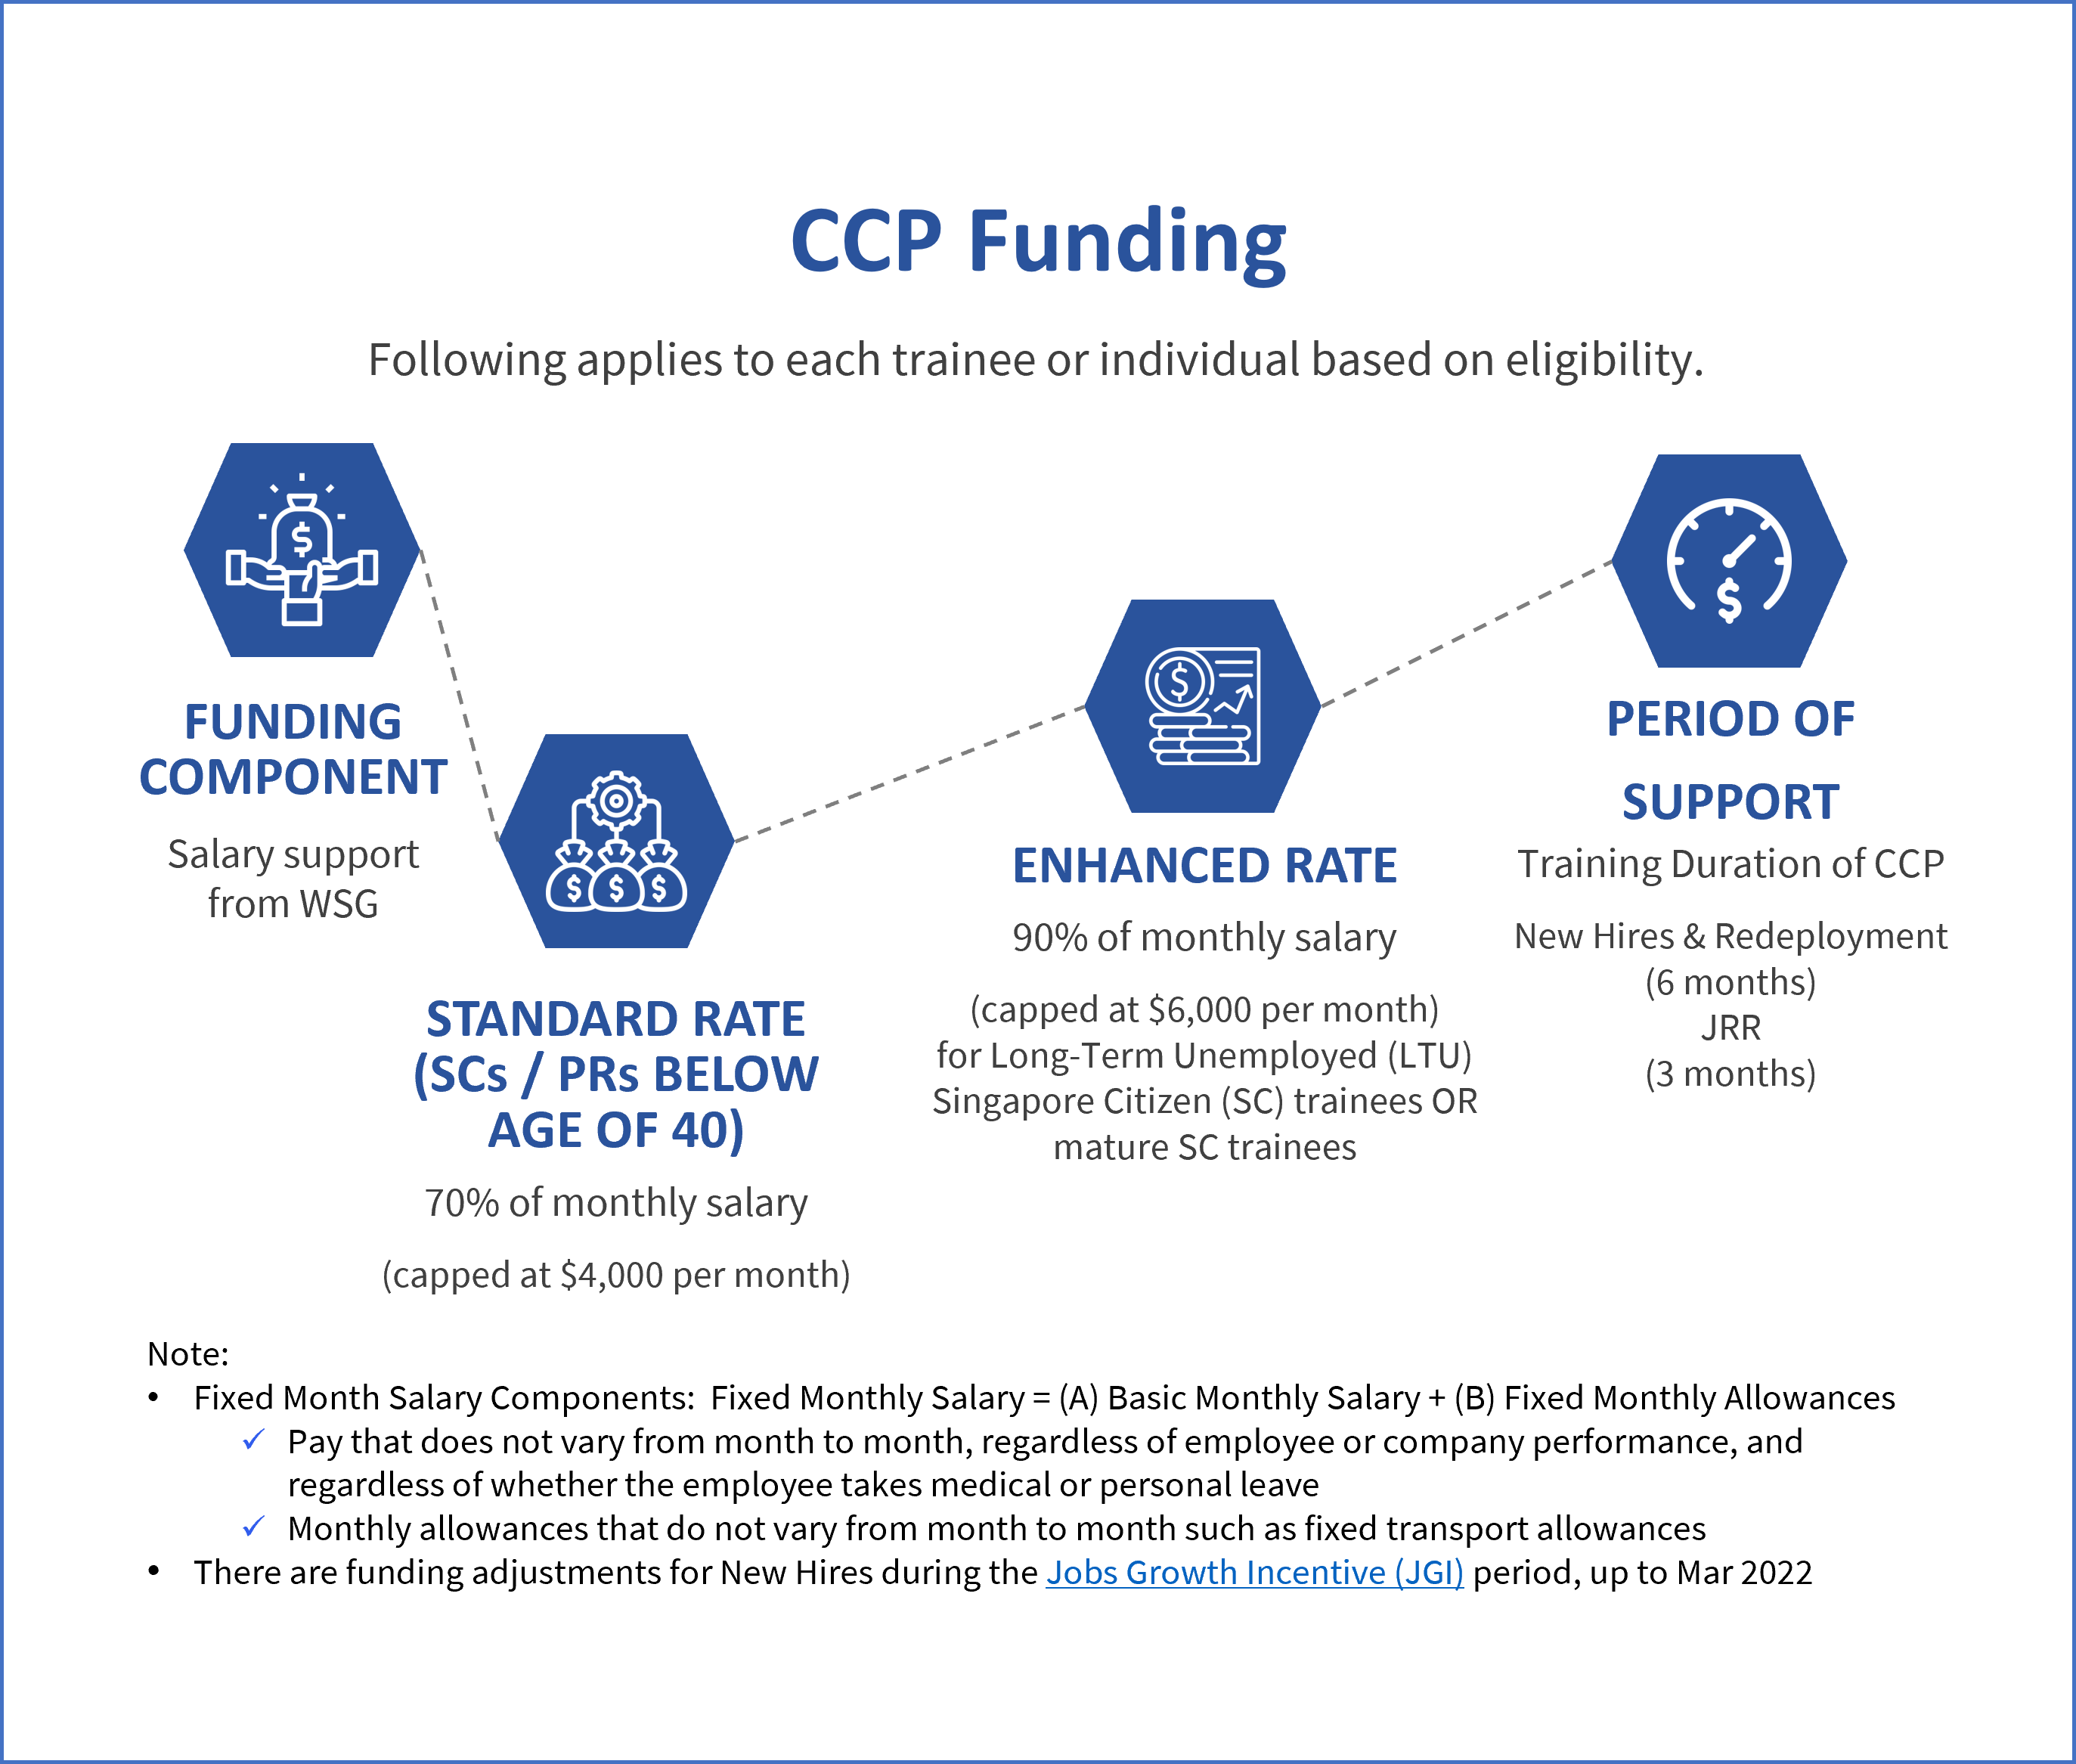 CCP Funding
Following applies to each trainee or individual based on eligibility.
FUNDING
COMPONENT
Salary support
from WSG
STANDARD RATE
(SCs / PRs BELOW
AGE OF 40)
70% of monthly salary
(capped at $4,000 per month)
ENHANCED RATE
90% of monthly salary
(capped at $6,000 per month)
for Long-Term Unemployed (LTU)
Singapore Citizen (SC) trainees OR
mature SC trainees
PERIOD OF
SUPPORT
Training Duration of CCP
New Hires & Redeployment
(6 months)
JRR
(3 months)
Note:
• Fixed Month Salary Components:  Fixed Monthly Salary = (A) Basic Monthly Salary + (B) Fixed Monthly Allowances
✓ Pay that does not vary from month to month, regardless of employee or company performance, and
regardless of whether the employee takes medical or personal leave
✓ Monthly allowances that do not vary from month to month such as fixed transport allowances
• There are funding adjustments for New Hires during the Jobs Growth Incentive (JGI) period, up to Mar 2022